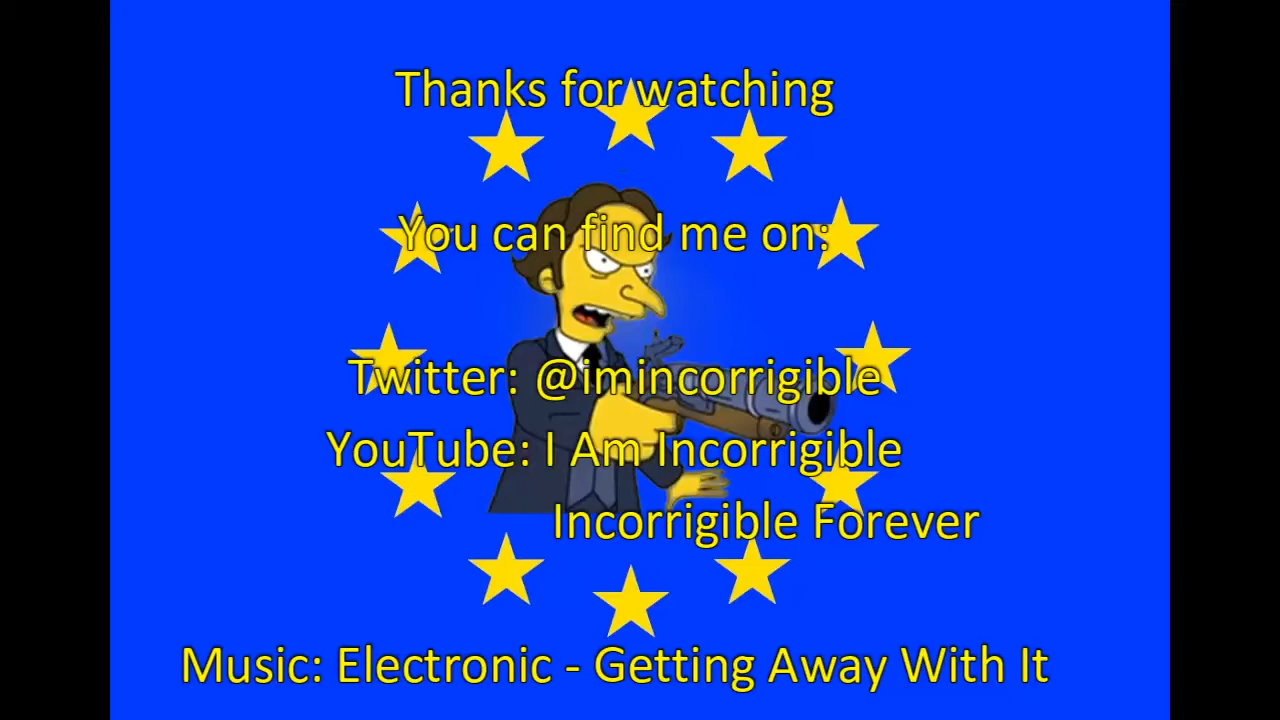 Thanks for watching
You can find me on:
Twitter: @imincorrigible
YouTube: I Am Incorrigible
Incorrigible Forever
Music: Electronic - Getting Away With It